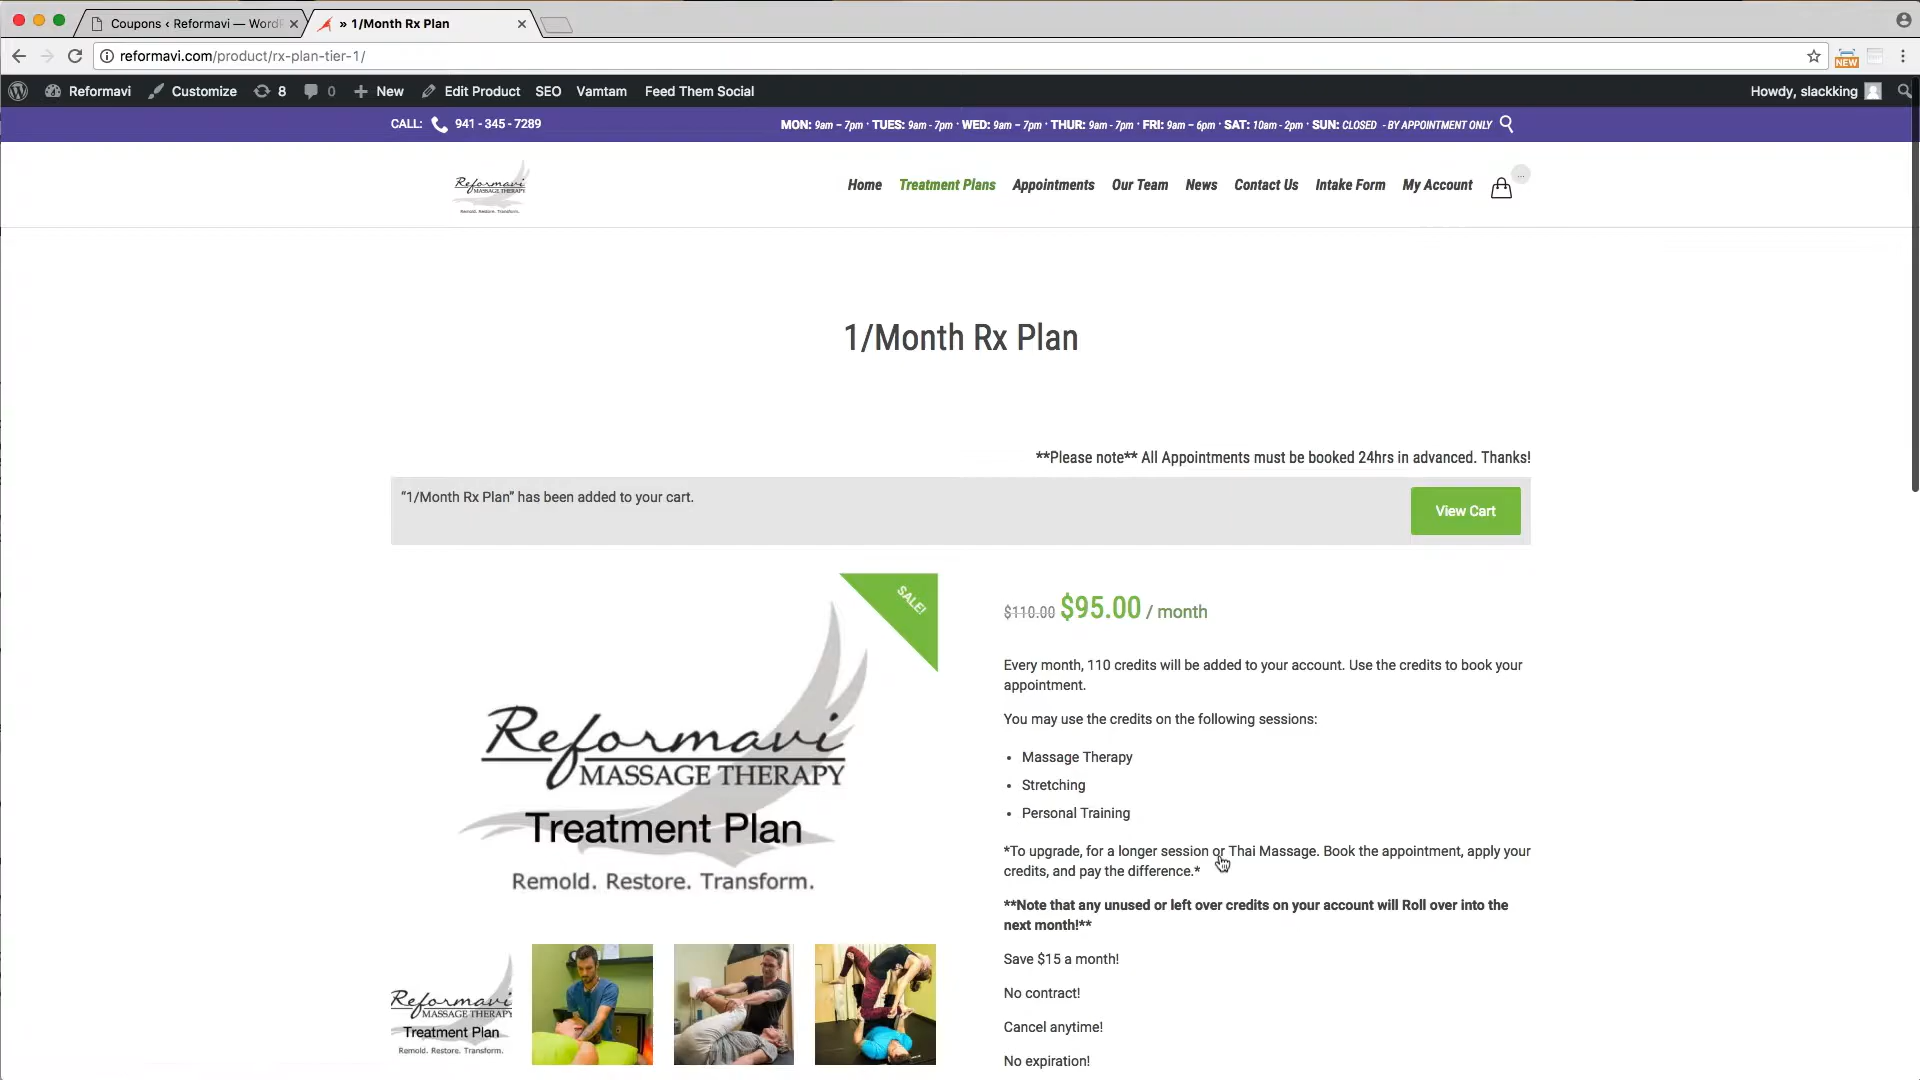 Coupons ‹ Reformavi — WordP
» 1/Month Rx Plan
reformavi.com/product/rx-plan-tier-1/
NEW
Reformavi Customize 8 0 New Edit Product SEO Vamtam Feed Them Social Howdy, slackking
CALL: 941 - 345 - 7289
MON: 9am – 7pm · TUES: 9am - 7pm · WED: 9am – 7pm · THUR: 9am - 7pm · FRI: 9am – 6pm · SAT: 10am - 2pm · SUN: CLOSED - BY APPOINTMENT ONLY
Reformavi
MASSAGE THERAPY
Remold. Restore. Transform.
Home Treatment Plans Appointments Our Team News Contact Us Intake Form My Account ...
1/Month Rx Plan
**Please note** All Appointments must be booked 24hrs in advanced. Thanks!
“1/Month Rx Plan” has been added to your cart.
View Cart
SALE!
Reformavi
MASSAGE THERAPY
Treatment Plan
Remold. Restore. Transform.
Reformavi
MASSAGE THERAPY
Treatment Plan
Remold. Restore. Transform.
$110.00 $95.00 / month
Every month, 110 credits will be added to your account. Use the credits to book your
appointment.
You may use the credits on the following sessions:
• Massage Therapy
• Stretching
• Personal Training
*To upgrade, for a longer session or Thai Massage. Book the appointment, apply your
credits, and pay the difference.*
**Note that any unused or left over credits on your account will Roll over into the
next month!**
Save $15 a month!
No contract!
Cancel anytime!
No expiration!